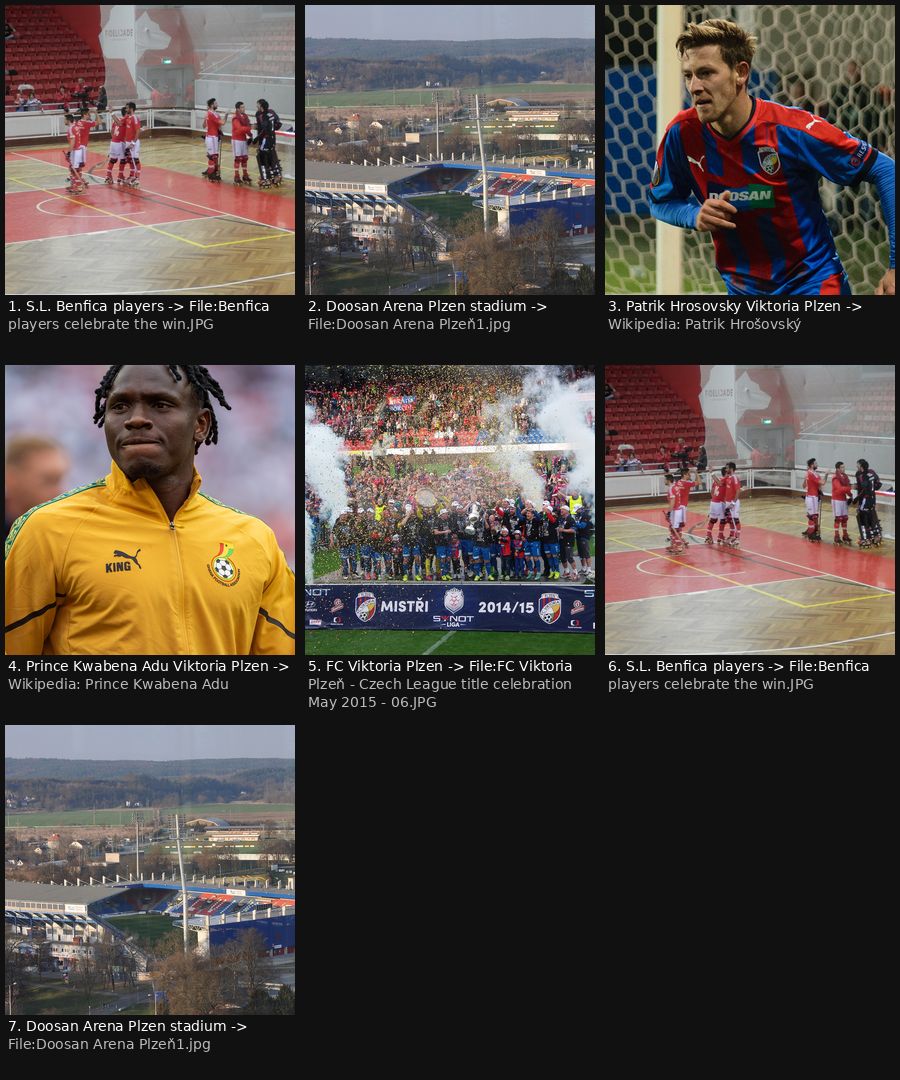 FIDELIDADE
DOOSAN
1. S.L. Benfica players -> File:Benfica
players celebrate the win.JPG
2. Doosan Arena Plzen stadium ->
File:Doosan Arena Plzeň1.jpg
3. Patrik Hrosovsky Viktoria Plzen ->
Wikipedia: Patrik Hrošovský
KING
MISTŘI
2014/15
SYNOT
LIGA
FIDELIDADE
4. Prince Kwabena Adu Viktoria Plzen ->
Wikipedia: Prince Kwabena Adu
5. FC Viktoria Plzen -> File:FC Viktoria
Plzeň - Czech League title celebration
May 2015 - 06.JPG
6. S.L. Benfica players -> File:Benfica
players celebrate the win.JPG
7. Doosan Arena Plzen stadium ->
File:Doosan Arena Plzeň1.jpg